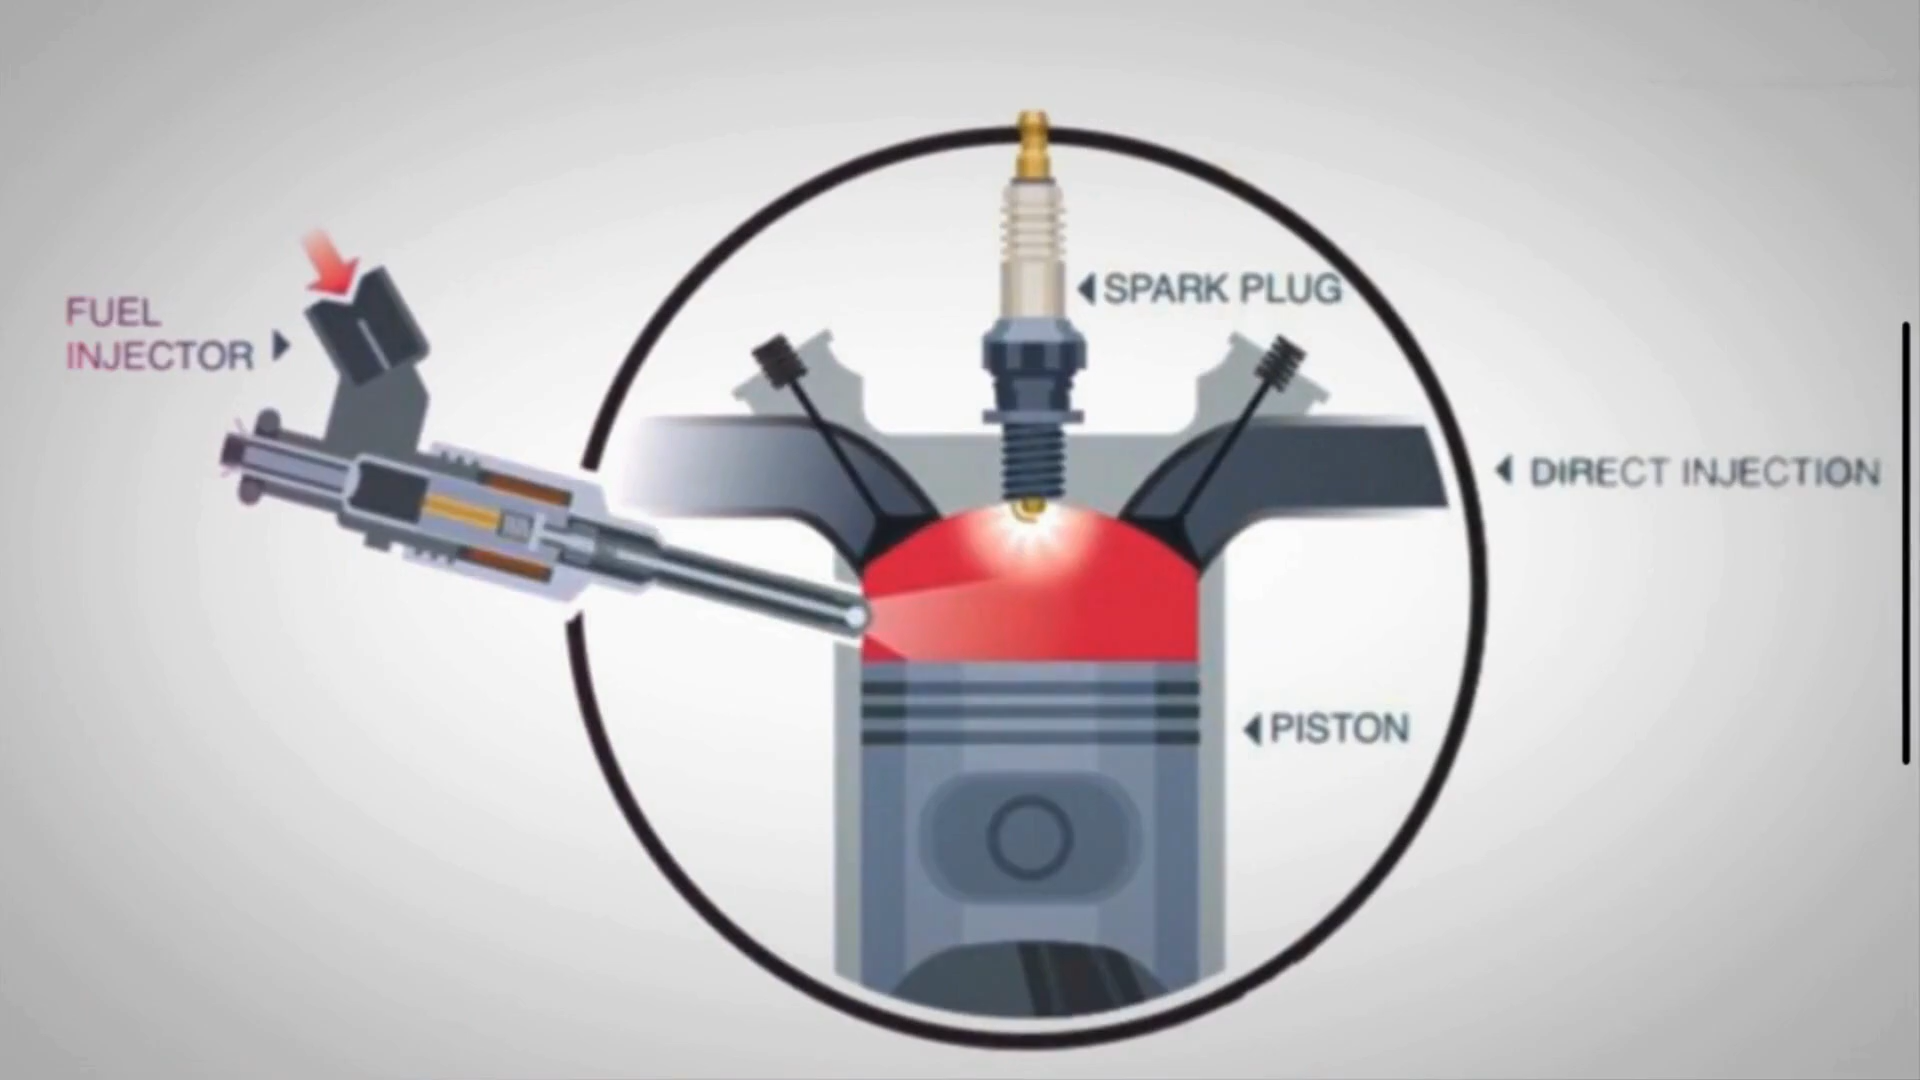 SPARK PLUG
FUEL
INJECTOR
DIRECT INJECTION
PISTON